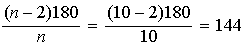 (n − 2)180 / n = (10 − 2)180 / 10 = 144